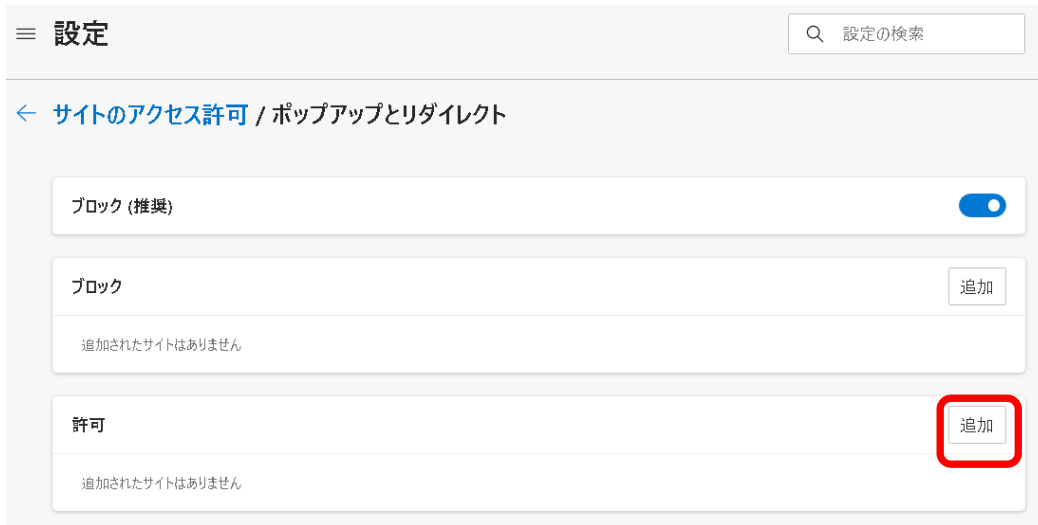 設定
設定の検索
サイトのアクセス許可 / ポップアップとリダイレクト
ブロック (推奨)
ブロック
追加
追加されたサイトはありません
許可
追加
追加されたサイトはありません